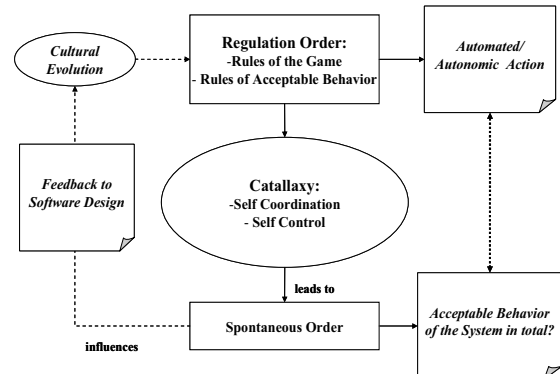 Cultural
Evolution
Regulation Order:
-Rules of the Game
- Rules of Acceptable Behavior
Automated/
Autonomic Action
Feedback to
Software Design
Catallaxy:
-Self Coordination
- Self Control
leads to
Spontaneous Order
influences
Acceptable Behavior
of the System in total?